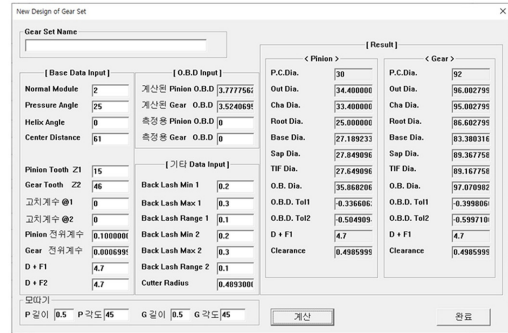 New Design of Gear Set
Gear Set Name
[ Base Data Input ]
Normal Module 2
Pressure Angle 25
Helix Angle 0
Center Distance 61
Pinion Tooth Z1 15
Gear Tooth Z2 46
고치계수 @1 0
고치계수 @2 0
Pinion 전위계수 0.1000000
Gear 전위계수 0.0006999
D + F1 4.7
D + F2 4.7
[ O.B.D Input ]
계산된 Pinion O.B.D 3.7777562
계산된 Gear O.B.D 3.5240695
측정용 Pinion O.B.D 0
측정용 Gear O.B.D 0
[ 기타 Data Input ]
Back Lash Min 1 0.2
Back Lash Max 1 0.3
Back Lash Range 1 0.1
Back Lash Min 2 0.2
Back Lash Max 2 0.3
Back Lash Range 2 0.1
Cutter Radius 0.4893000
모따기
P 길이 0.5 P 각도 45 G 길이 0.5 G 각도 45
[ Result ]
< Pinion >
P.C.Dia. 30
Out Dia. 34.400000
Cha Dia. 33.400000
Root Dia. 25.000000
Base Dia. 27.189233
Sap Dia. 27.849096
TIF Dia. 27.649096
O.B. Dia. 35.868206
O.B.D. Tol1 -0.336606
O.B.D. Tol2 -0.504909
D + F1 4.7
Clearance 0.4985999
< Gear >
P.C.Dia. 92
Out Dia. 96.002799
Cha Dia. 95.002799
Root Dia. 86.602799
Base Dia. 83.380316
Sap Dia. 89.367758
TIF Dia. 89.167758
O.B. Dia. 97.070982
O.B.D. Tol1 -0.399806
O.B.D. Tol2 -0.599710
D + F1 4.7
Clearance 0.4985999
계산
완료